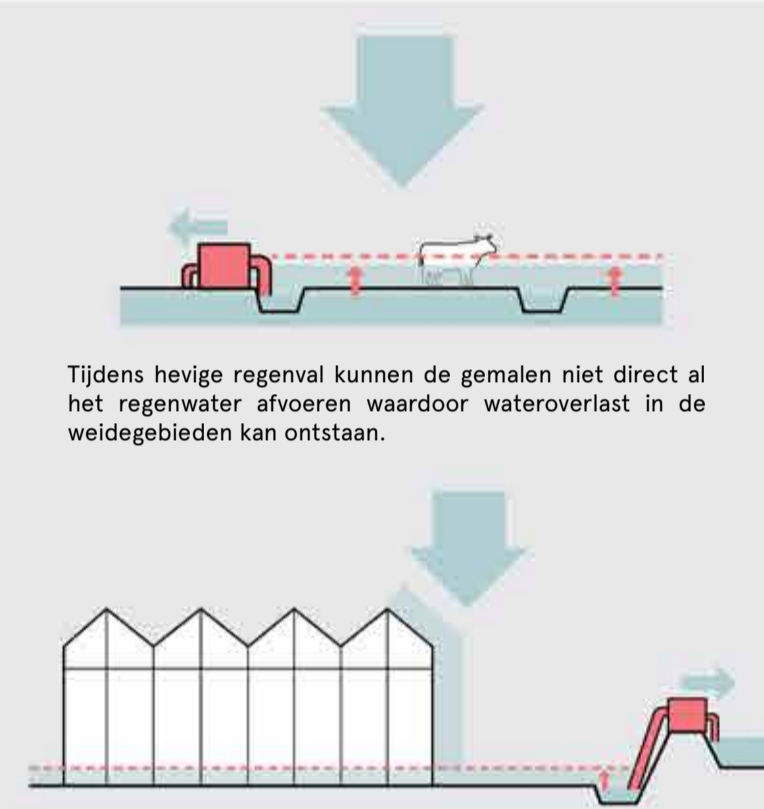 Tijdens hevige regenval kunnen de gemalen niet direct al
het regenwater afvoeren waardoor wateroverlast in de
weidegebieden kan ontstaan.